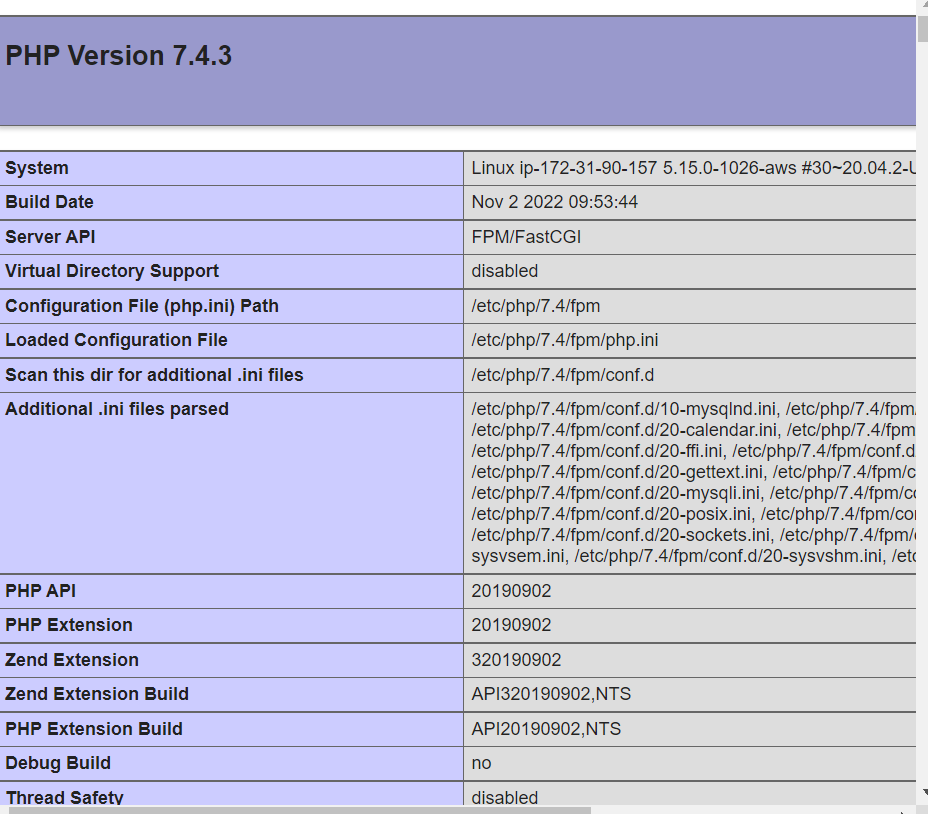 PHP Version 7.4.3
System Linux ip-172-31-90-157 5.15.0-1026-aws #30~20.04.2-U
Build Date Nov 2 2022 09:53:44
Server API FPM/FastCGI
Virtual Directory Support disabled
Configuration File (php.ini) Path /etc/php/7.4/fpm
Loaded Configuration File /etc/php/7.4/fpm/php.ini
Scan this dir for additional .ini files /etc/php/7.4/fpm/conf.d
Additional .ini files parsed /etc/php/7.4/fpm/conf.d/10-mysqlnd.ini, /etc/php/7.4/fpm
/etc/php/7.4/fpm/conf.d/20-calendar.ini, /etc/php/7.4/fpm
/etc/php/7.4/fpm/conf.d/20-ffi.ini, /etc/php/7.4/fpm/conf.d
/etc/php/7.4/fpm/conf.d/20-gettext.ini, /etc/php/7.4/fpm/c
/etc/php/7.4/fpm/conf.d/20-mysqli.ini, /etc/php/7.4/fpm/co
/etc/php/7.4/fpm/conf.d/20-posix.ini, /etc/php/7.4/fpm/con
/etc/php/7.4/fpm/conf.d/20-sockets.ini, /etc/php/7.4/fpm/
sysvsem.ini, /etc/php/7.4/fpm/conf.d/20-sysvshm.ini, /etc
PHP API 20190902
PHP Extension 20190902
Zend Extension 320190902
Zend Extension Build API320190902,NTS
PHP Extension Build API20190902,NTS
Debug Build no
Thread Safety disabled